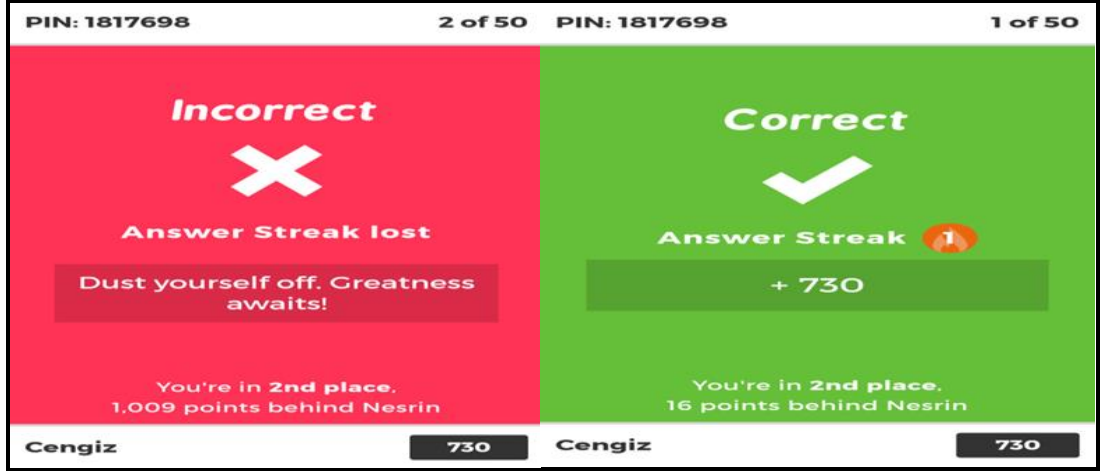 PIN: 1817698 2 of 50
Incorrect
Answer Streak lost
Dust yourself off. Greatness
awaits!
You're in 2nd place,
1,009 points behind Nesrin
Cengiz 730
PIN: 1817698 1 of 50
Correct
Answer Streak 1
+ 730
You're in 2nd place,
16 points behind Nesrin
Cengiz 730